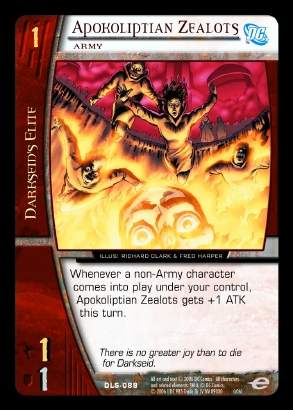 1
APOKOLIPTIAN ZEALOTS
DC
ARMY
DARKSEID'S ELITE
ILLUS: RICHARD CLARK & FRED HARPER
Whenever a non-Army character
comes into play under your control,
Apokoliptian Zealots gets +1 ATK
this turn.
1
1
There is no greater joy than to die
for Darkseid.
DLS-088